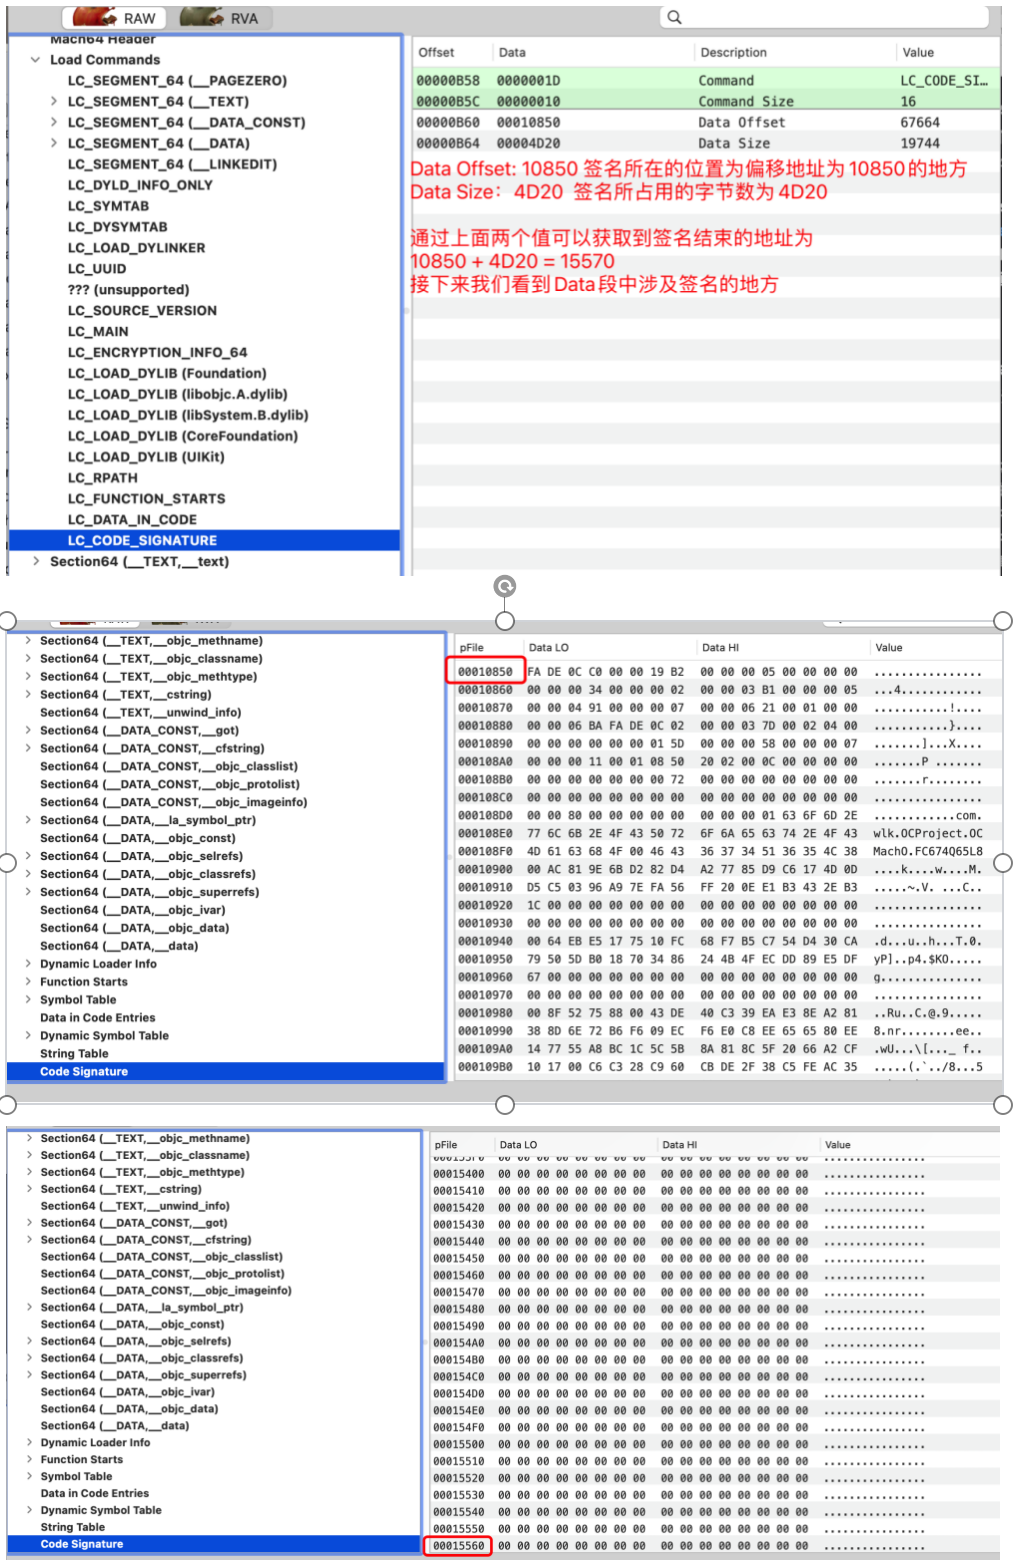 RAW
RVA
Mach64 Header
Load Commands
LC_SEGMENT_64 (__PAGEZERO)
LC_SEGMENT_64 (__TEXT)
LC_SEGMENT_64 (__DATA_CONST)
LC_SEGMENT_64 (__DATA)
LC_SEGMENT_64 (__LINKEDIT)
LC_DYLD_INFO_ONLY
LC_SYMTAB
LC_DYSYMTAB
LC_LOAD_DYLINKER
LC_UUID
??? (unsupported)
LC_SOURCE_VERSION
LC_MAIN
LC_ENCRYPTION_INFO_64
LC_LOAD_DYLIB (Foundation)
LC_LOAD_DYLIB (libobjc.A.dylib)
LC_LOAD_DYLIB (libSystem.B.dylib)
LC_LOAD_DYLIB (CoreFoundation)
LC_LOAD_DYLIB (UIKit)
LC_RPATH
LC_FUNCTION_STARTS
LC_DATA_IN_CODE
LC_CODE_SIGNATURE
Section64 (__TEXT,__text)
Offset Data Description Value
00000B58 0000001D Command LC_CODE_SI...
00000B5C 00000010 Command Size 16
00000B60 00010850 Data Offset 67664
00000B64 00004D20 Data Size 19744
Data Offset: 10850 签名所在的位置为偏移地址为10850的地方
Data Size：4D20 签名所占用的字节数为4D20
通过上面两个值可以获取到签名结束的地址为
10850 + 4D20 = 15570
接下来我们看到Data段中涉及签名的地方
Section64 (__TEXT,__objc_methname)
Section64 (__TEXT,__objc_classname)
Section64 (__TEXT,__objc_methtype)
Section64 (__TEXT,__cstring)
Section64 (__TEXT,__unwind_info)
Section64 (__DATA_CONST,__got)
Section64 (__DATA_CONST,__cfstring)
Section64 (__DATA_CONST,__objc_classlist)
Section64 (__DATA_CONST,__objc_protolist)
Section64 (__DATA_CONST,__objc_imageinfo)
Section64 (__DATA,__la_symbol_ptr)
Section64 (__DATA,__objc_const)
Section64 (__DATA,__objc_selrefs)
Section64 (__DATA,__objc_classrefs)
Section64 (__DATA,__objc_superrefs)
Section64 (__DATA,__objc_ivar)
Section64 (__DATA,__objc_data)
Section64 (__DATA,__data)
Dynamic Loader Info
Function Starts
Symbol Table
Data in Code Entries
Dynamic Symbol Table
String Table
Code Signature
pFile Data LO Data HI Value
00010850 FA DE 0C C0 00 00 19 B2 00 00 00 05 00 00 00 00 ................
00010860 00 00 00 34 00 00 00 02 00 00 03 B1 00 00 00 05 ...4............
00010870 00 00 04 91 00 00 00 07 00 00 06 21 00 01 00 00 ...........!....
00010880 00 00 06 BA FA DE 0C 02 00 00 03 7D 00 02 04 00 ...........}....
00010890 00 00 00 00 00 00 01 5D 00 00 00 58 00 00 00 07 .......]...X....
000108A0 00 00 00 11 00 01 08 50 20 02 00 0C 00 00 00 00 .......P .......
000108B0 00 00 00 00 00 00 00 72 00 00 00 00 00 00 00 00 .......r........
000108C0 00 00 00 00 00 00 00 00 00 00 00 00 00 00 00 00 ................
000108D0 00 00 80 00 00 00 00 00 00 00 00 01 63 6F 6D 2E ............com.
000108E0 77 6C 6B 2E 4F 43 50 72 6F 6A 65 63 74 2E 4F 43 wlk.OCProject.OC
000108F0 4D 61 63 68 4F 00 46 43 36 37 34 51 36 35 4C 38 MachO.FC674Q65L8
00010900 00 AC 81 9E 6B D2 82 D4 A2 77 85 D9 C6 17 4D 0D ....k....w....M.
00010910 D5 C5 03 96 A9 7E FA 56 FF 20 0E E1 B3 43 2E B3 .....~.V. ...C..
00010920 1C 00 00 00 00 00 00 00 00 00 00 00 00 00 00 00 ................
00010930 00 00 00 00 00 00 00 00 00 00 00 00 00 00 00 00 ................
00010940 00 64 EB E5 17 75 10 FC 68 F7 B5 C7 54 D4 30 CA .d...u..h...T.0.
00010950 79 50 5D B0 18 70 34 86 24 4B 4F EC DD 89 E5 DF yP]..p4.$KO.....
00010960 67 00 00 00 00 00 00 00 00 00 00 00 00 00 00 00 g...............
00010970 00 00 00 00 00 00 00 00 00 00 00 00 00 00 00 00 ................
00010980 00 8F 52 75 88 00 43 DE 40 C3 39 EA E3 8E A2 81 ..Ru..C.@.9.....
00010990 38 8D 6E 72 B6 F6 09 EC F6 E0 C8 EE 65 65 80 EE 8.nr........ee..
000109A0 14 77 55 A8 BC 1C 5C 5B 8A 81 8C 5F 20 66 A2 CF .wU...\[..._ f..
000109B0 10 17 00 C6 C3 28 C9 60 CB DE 2F 38 C5 FE AC 35 .....(.`../8...5
Section64 (__TEXT,__objc_methname)
Section64 (__TEXT,__objc_classname)
Section64 (__TEXT,__objc_methtype)
Section64 (__TEXT,__cstring)
Section64 (__TEXT,__unwind_info)
Section64 (__DATA_CONST,__got)
Section64 (__DATA_CONST,__cfstring)
Section64 (__DATA_CONST,__objc_classlist)
Section64 (__DATA_CONST,__objc_protolist)
Section64 (__DATA_CONST,__objc_imageinfo)
Section64 (__DATA,__la_symbol_ptr)
Section64 (__DATA,__objc_const)
Section64 (__DATA,__objc_selrefs)
Section64 (__DATA,__objc_classrefs)
Section64 (__DATA,__objc_superrefs)
Section64 (__DATA,__objc_ivar)
Section64 (__DATA,__objc_data)
Section64 (__DATA,__data)
Dynamic Loader Info
Function Starts
Symbol Table
Data in Code Entries
Dynamic Symbol Table
String Table
Code Signature
pFile Data LO Data HI Value
00015400 00 00 00 00 00 00 00 00 00 00 00 00 00 00 00 00 ................
00015410 00 00 00 00 00 00 00 00 00 00 00 00 00 00 00 00 ................
00015420 00 00 00 00 00 00 00 00 00 00 00 00 00 00 00 00 ................
00015430 00 00 00 00 00 00 00 00 00 00 00 00 00 00 00 00 ................
00015440 00 00 00 00 00 00 00 00 00 00 00 00 00 00 00 00 ................
00015450 00 00 00 00 00 00 00 00 00 00 00 00 00 00 00 00 ................
00015460 00 00 00 00 00 00 00 00 00 00 00 00 00 00 00 00 ................
00015470 00 00 00 00 00 00 00 00 00 00 00 00 00 00 00 00 ................
00015480 00 00 00 00 00 00 00 00 00 00 00 00 00 00 00 00 ................
00015490 00 00 00 00 00 00 00 00 00 00 00 00 00 00 00 00 ................
000154A0 00 00 00 00 00 00 00 00 00 00 00 00 00 00 00 00 ................
000154B0 00 00 00 00 00 00 00 00 00 00 00 00 00 00 00 00 ................
000154C0 00 00 00 00 00 00 00 00 00 00 00 00 00 00 00 00 ................
000154D0 00 00 00 00 00 00 00 00 00 00 00 00 00 00 00 00 ................
000154E0 00 00 00 00 00 00 00 00 00 00 00 00 00 00 00 00 ................
000154F0 00 00 00 00 00 00 00 00 00 00 00 00 00 00 00 00 ................
00015500 00 00 00 00 00 00 00 00 00 00 00 00 00 00 00 00 ................
00015510 00 00 00 00 00 00 00 00 00 00 00 00 00 00 00 00 ................
00015520 00 00 00 00 00 00 00 00 00 00 00 00 00 00 00 00 ................
00015530 00 00 00 00 00 00 00 00 00 00 00 00 00 00 00 00 ................
00015540 00 00 00 00 00 00 00 00 00 00 00 00 00 00 00 00 ................
00015550 00 00 00 00 00 00 00 00 00 00 00 00 00 00 00 00 ................
00015560 00 00 00 00 00 00 00 00 00 00 00 00 00 00 00 00 ................